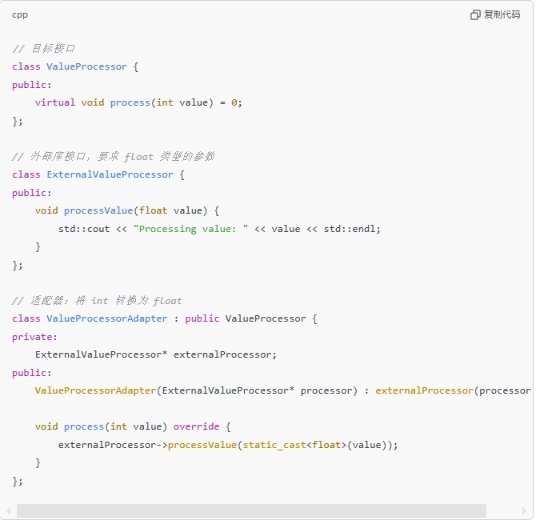 cpp
复制代码
// 目标接口
class ValueProcessor {
public:
    virtual void process(int value) = 0;
};
// 外部库接口，要求 float 类型的参数
class ExternalValueProcessor {
public:
    void processValue(float value) {
        std::cout << "Processing value: " << value << std::endl;
    }
};
// 适配器：将 int 转换为 float
class ValueProcessorAdapter : public ValueProcessor {
private:
    ExternalValueProcessor* externalProcessor;
public:
    ValueProcessorAdapter(ExternalValueProcessor* processor) : externalProcessor(processor
    void process(int value) override {
        externalProcessor->processValue(static_cast<float>(value));
    }
};